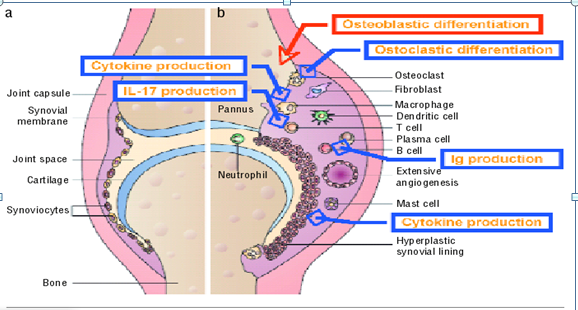 a
b
Osteoblastic differentiation
Ostoclastic differentiation
Cytokine production
IL-17 production
Joint capsule
Synovial
membrane
Joint space
Cartilage
Synoviocytes
Bone
Pannus
Neutrophil
Osteoclast
Fibroblast
Macrophage
Dendritic cell
T cell
Plasma cell
B cell
Ig production
Extensive
angiogenesis
Mast cell
Cytokine production
Hyperplastic
synovial lining